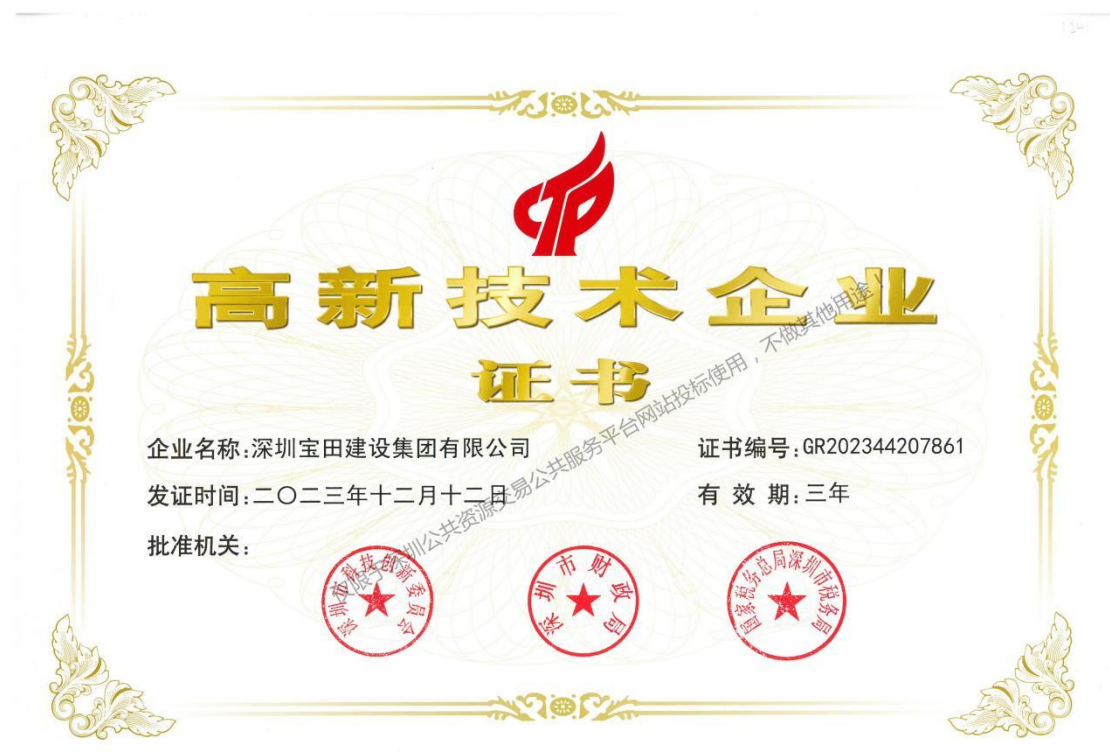 高新技术企业
证书
企业名称:深圳宝田建设集团有限公司
证书编号:GR202344207861
发证时间:二〇二三年十二月十二日
有 效 期:三年
批准机关:
深圳市科技创新委员会
深圳市财政局
国家税务总局深圳市税务局
仅限于深圳公共资源交易公共服务平台网站投标使用,不做其他用途